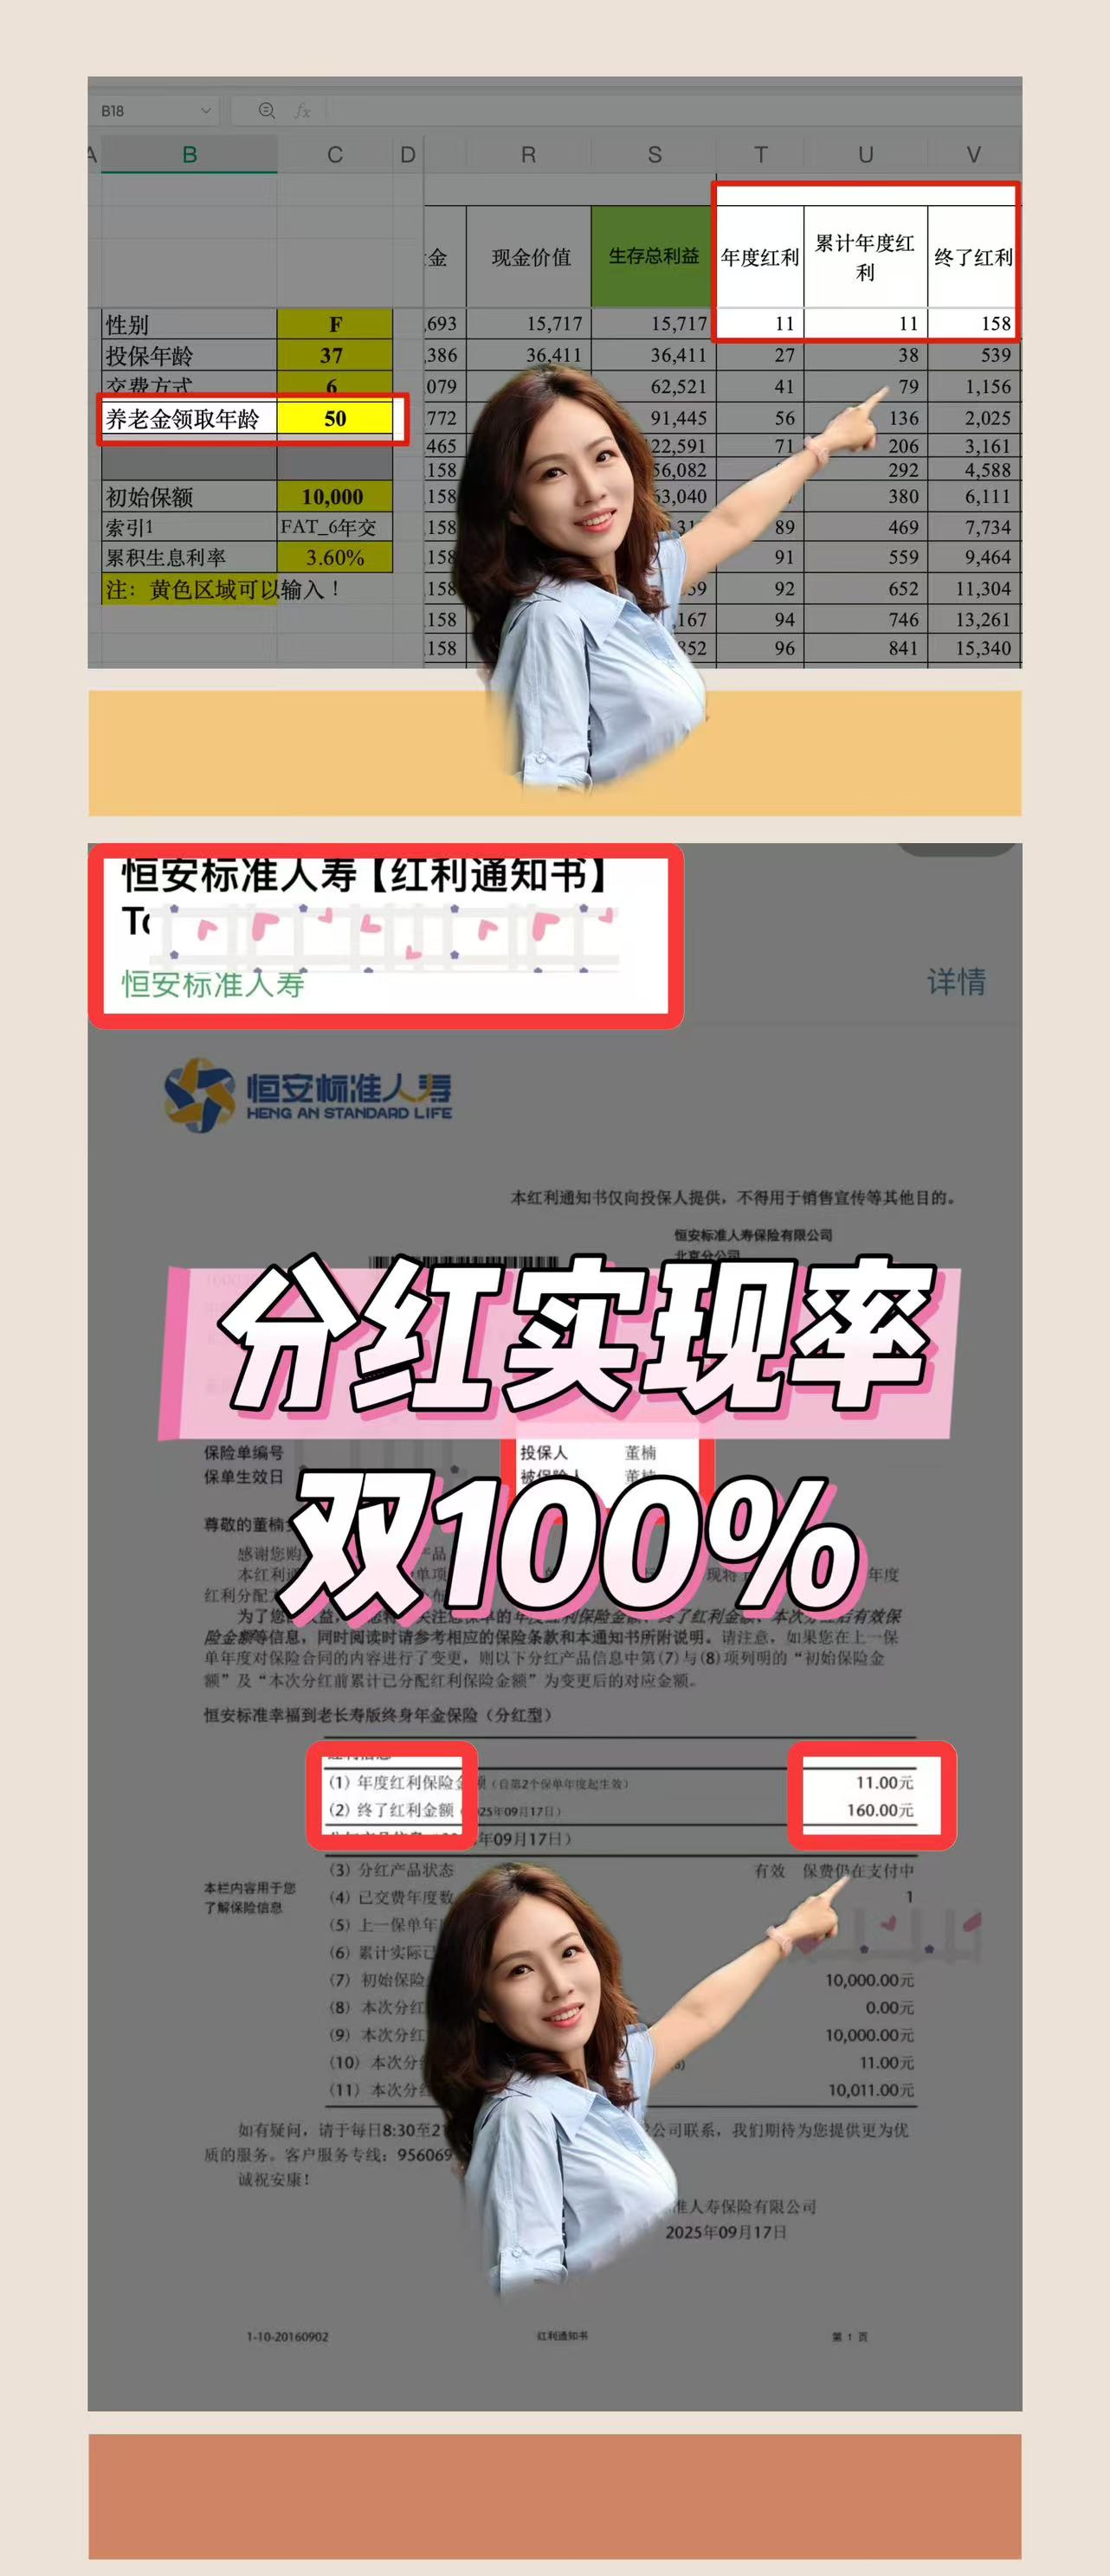 B18 fx
A B C D R S T U V
金 现金价值 生存总利益 年度红利 累计年度红利 终了红利
性别 F ,693 15,717 15,717 11 11 158
投保年龄 37 ,386 36,411 36,411 27 38 539
交费方式 6 ,079 62,521 41 79 1,156
养老金领取年龄 50 ,772 91,445 56 136 2,025
,465 22,591 71 206 3,161
,158 56,082 292 4,588
初始保额 10,000 ,158 63,040 380 6,111
索引1 FAT_6年交 ,158 89 469 7,734
累积生息利率 3.60% ,158 91 559 9,464
注：黄色区域可以输入！ ,158 92 652 11,304
,158 ,167 94 746 13,261
,158 352 96 841 15,340
恒安标准人寿【红利通知书】
恒安标准人寿
详情
恒安标准人寿
HENG AN STANDARD LIFE
本红利通知书仅向投保人提供，不得用于销售宣传等其他目的。
恒安标准人寿保险有限公司
北京分公司
分红实现率
保险单编号 投保人 董楠
保单生效日 被保险人 董楠
双100%
尊敬的董楠
感谢您购 产品
本红利通 单项 现将 年度
红利分配
为了您 益， 您特 关注您保单的年度红利保险金额、终了红利金额、本次分红后有效保
险金额等信息，同时阅读时请参考相应的保险条款和本通知书所附说明。请注意，如果您在上一保
单年度对保险合同的内容进行了变更，则以下分红产品信息中第(7)与(8)项列明的“初始保险金
额”及“本次分红前累计已分配红利保险金额”为变更后的对应金额。
恒安标准幸福到老长寿版终身年金保险（分红型）
红利信息
(1) 年度红利保险金额（自第2个保单年度起生效） 11.00元
(2) 终了红利金额 25年09月17日） 160.00元
年09月17日）
(3) 分红产品状态 有效 保费仍在支付中
本栏内容用于您
了解保险信息
(4) 已交费年度数 1
(5) 上一保单年
(6) 累计实际已
(7) 初始保险 10,000.00元
(8) 本次分红 0.00元
(9) 本次分红 10,000.00元
(10) 本次分 11.00元
(11) 本次分 10,011.00元
如有疑问，请于每日8:30至2 公司联系，我们期待为您提供更为优
质的服务。客户服务专线：956069
诚祝安康！
准人寿保险有限公司
2025年09月17日
1-10-20160902 红利通知书 第 1 页